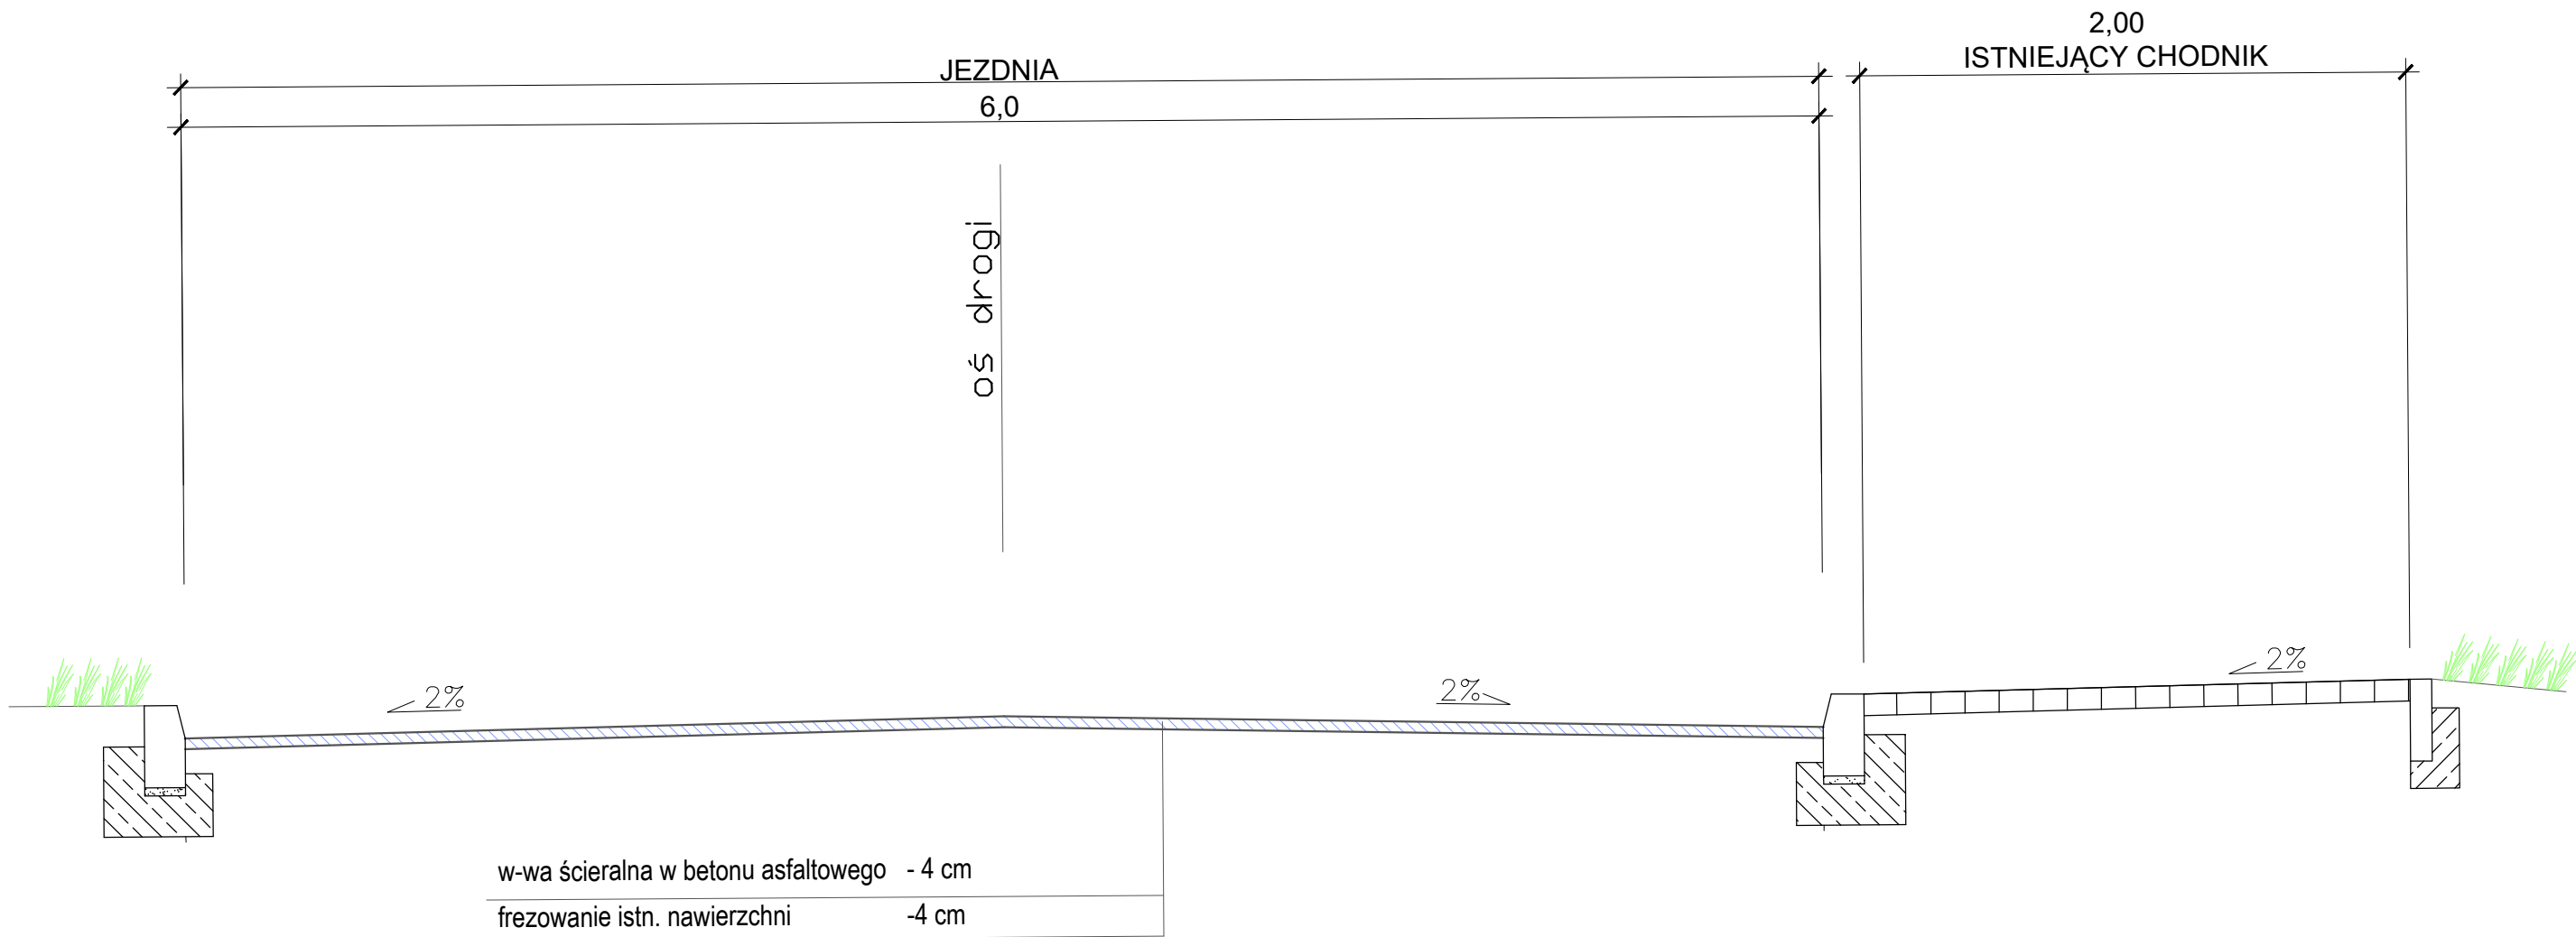 2,00
ISTNIEJĄCY CHODNIK
JEZDNIA
6,0
oś drogi
2%
2%
2%
w-wa ścieralna w betonu asfaltowego - 4 cm
frezowanie istn. nawierzchni -4 cm